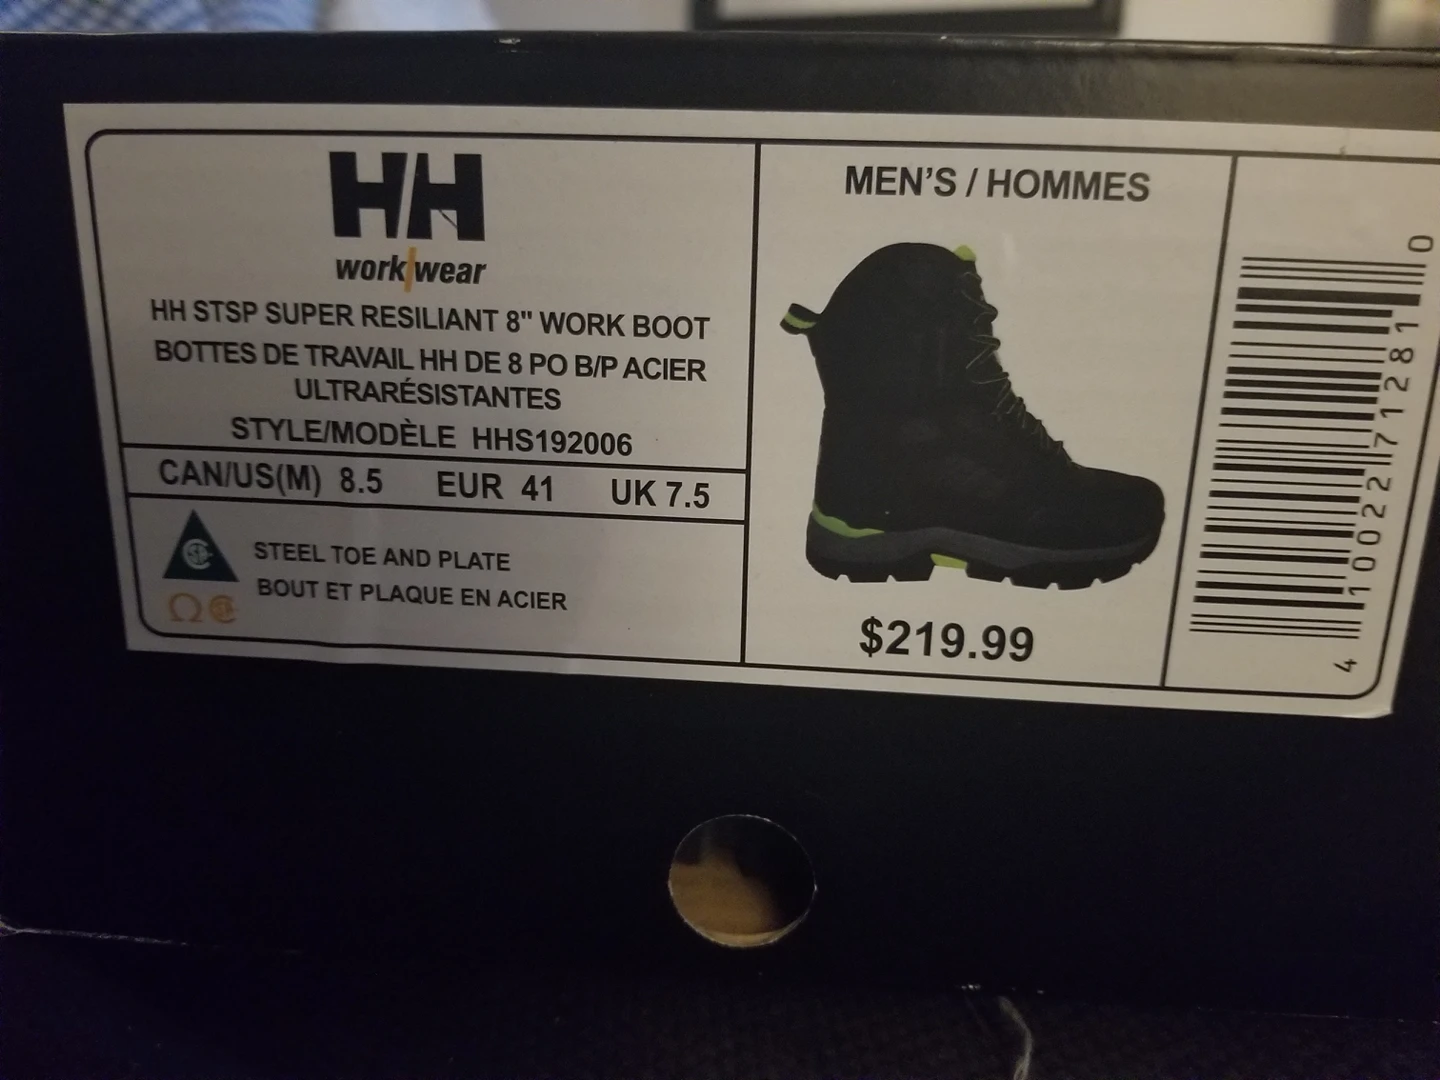 HH
work/wear
HH STSP SUPER RESILIANT 8" WORK BOOT
BOTTES DE TRAVAIL HH DE 8 PO B/P ACIER
ULTRARÉSISTANTES
STYLE/MODÈLE HHS192006
CAN/US(M) 8.5 EUR 41 UK 7.5
STEEL TOE AND PLATE
BOUT ET PLAQUE EN ACIER
MEN'S / HOMMES
$219.99
4 10022 71281 0